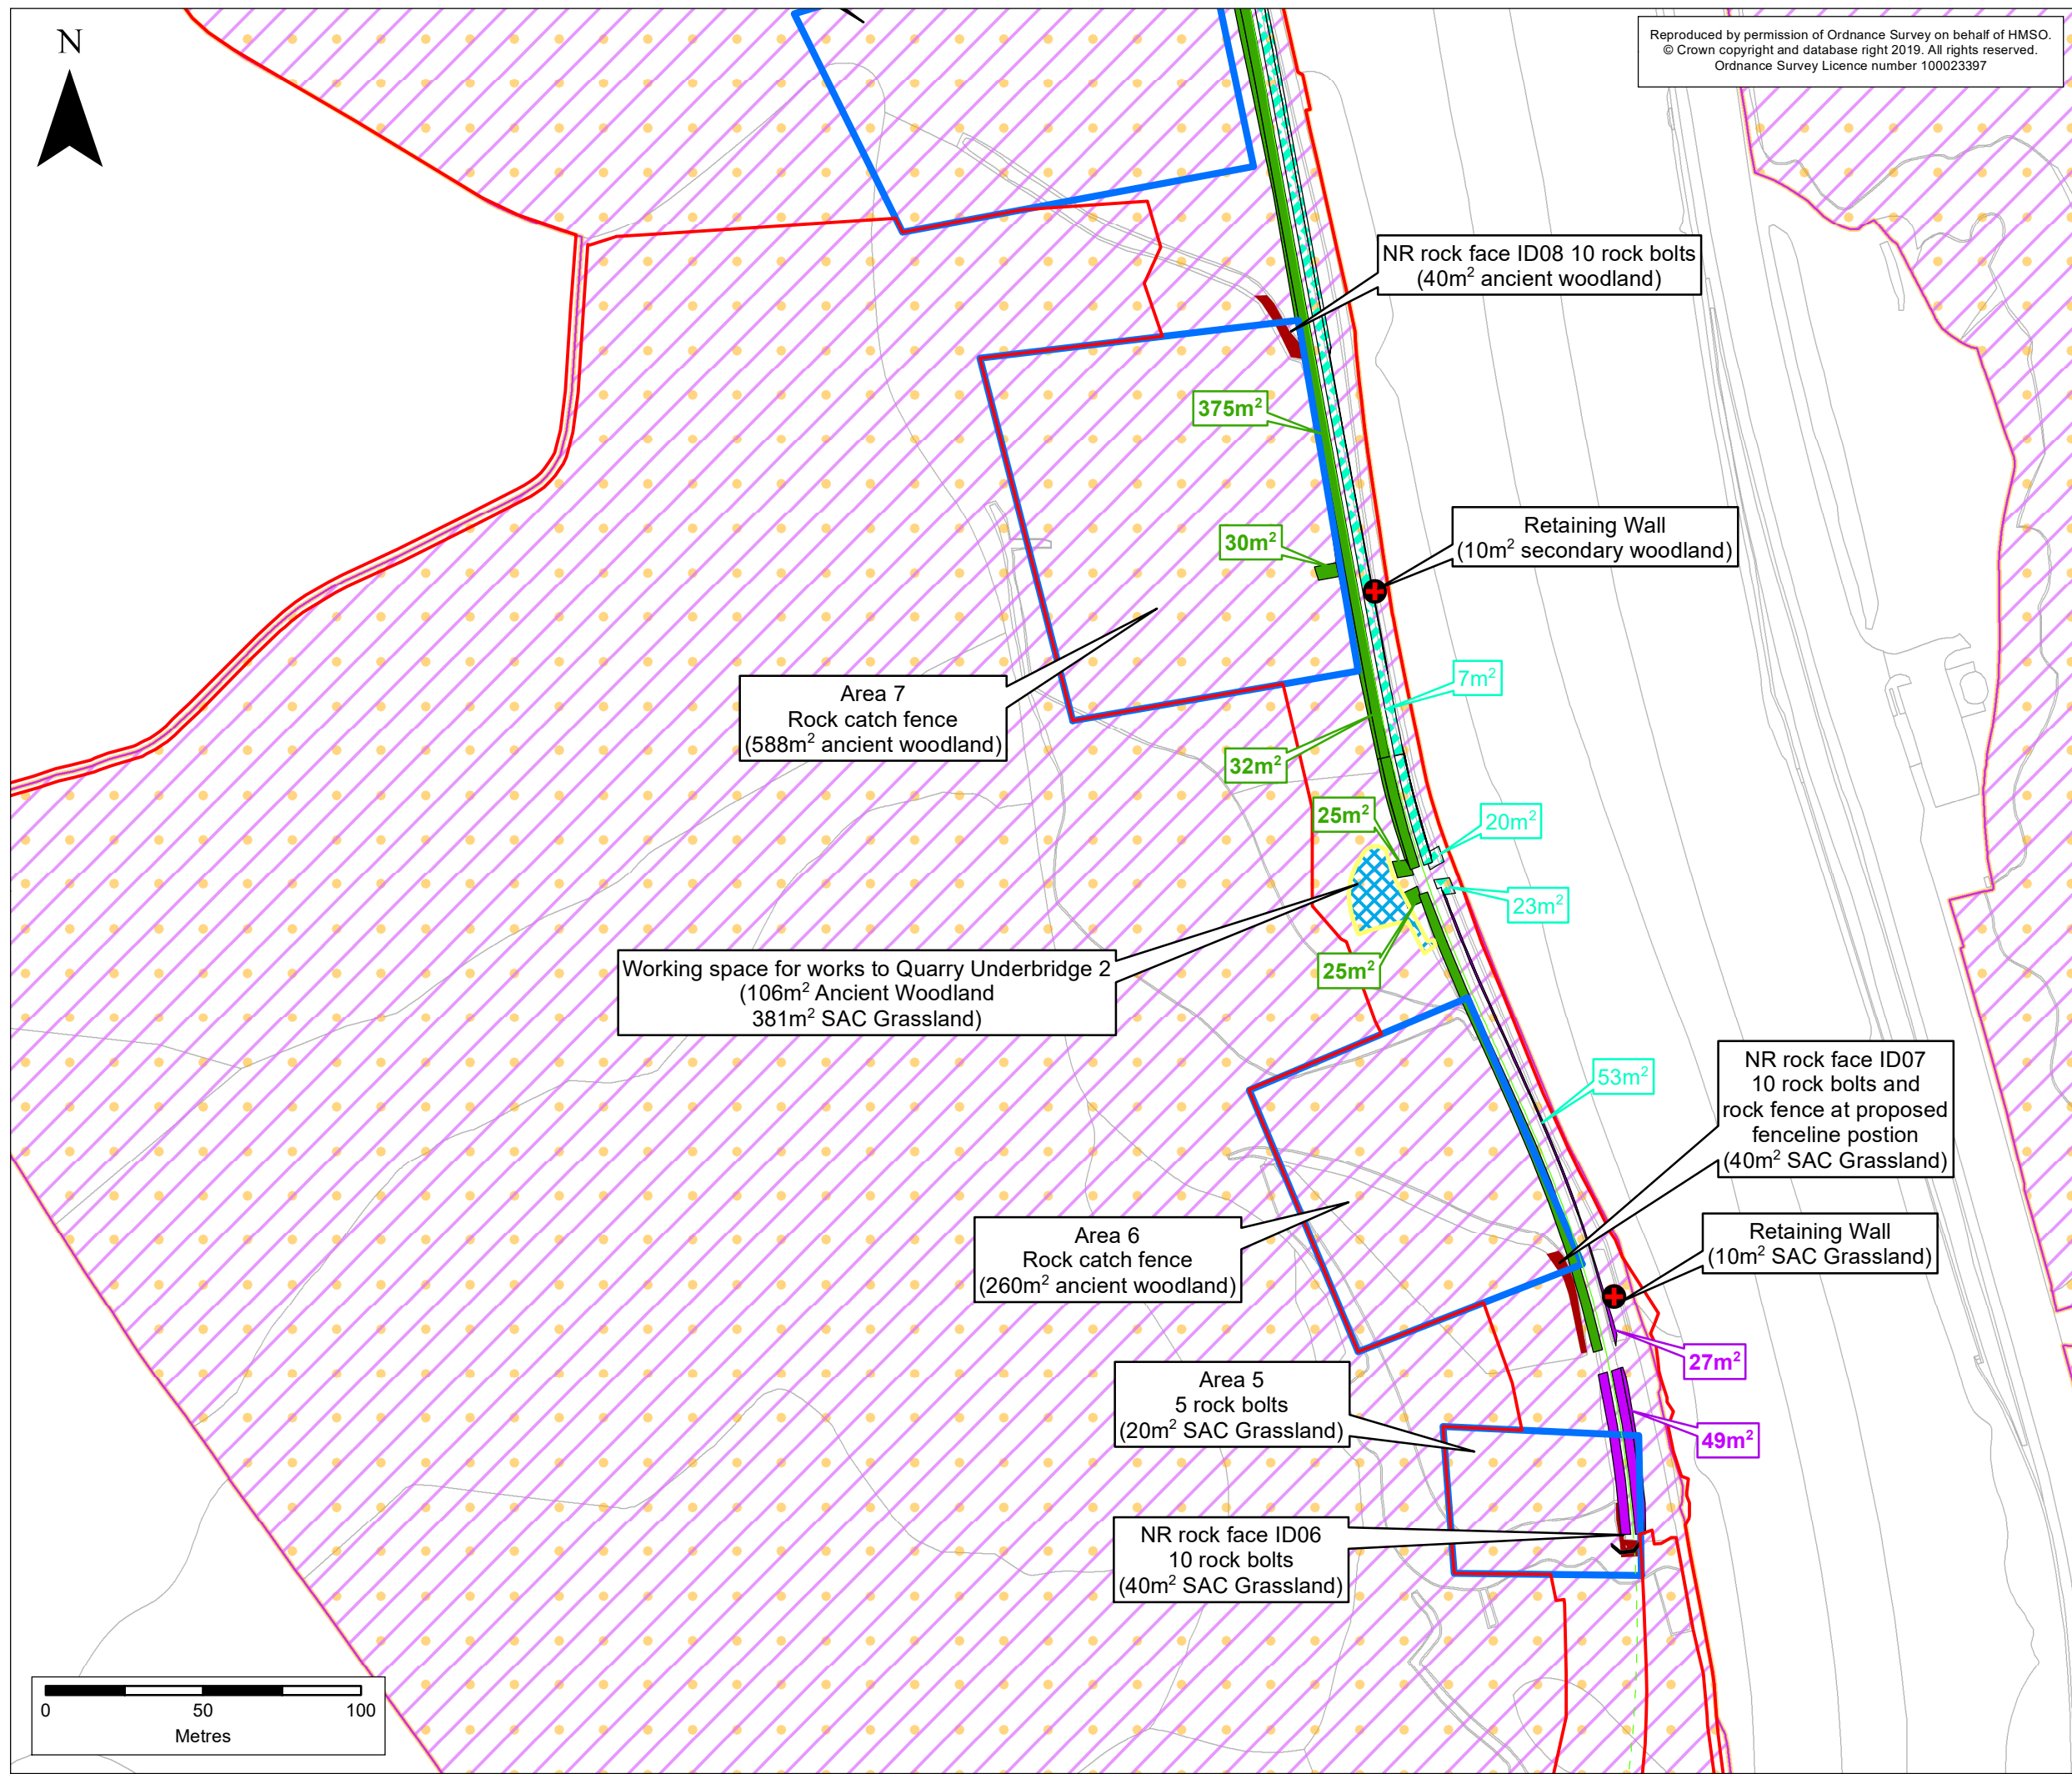 N
Reproduced by permission of Ordnance Survey on behalf of HMSO.
© Crown copyright and database right 2019. All rights reserved.
Ordnance Survey Licence number 100023397
NR rock face ID08 10 rock bolts
(40m² ancient woodland)
375m²
Retaining Wall
(10m² secondary woodland)
30m²
7m²
Area 7
Rock catch fence
(588m² ancient woodland)
32m²
25m²
20m²
23m²
Working space for works to Quarry Underbridge 2
(106m² Ancient Woodland
381m² SAC Grassland)
25m²
53m²
NR rock face ID07
10 rock bolts and
rock fence at proposed
fenceline postion
(40m² SAC Grassland)
Area 6
Rock catch fence
(260m² ancient woodland)
Retaining Wall
(10m² SAC Grassland)
27m²
Area 5
5 rock bolts
(20m² SAC Grassland)
49m²
NR rock face ID06
10 rock bolts
(40m² SAC Grassland)
0 50 100
Metres